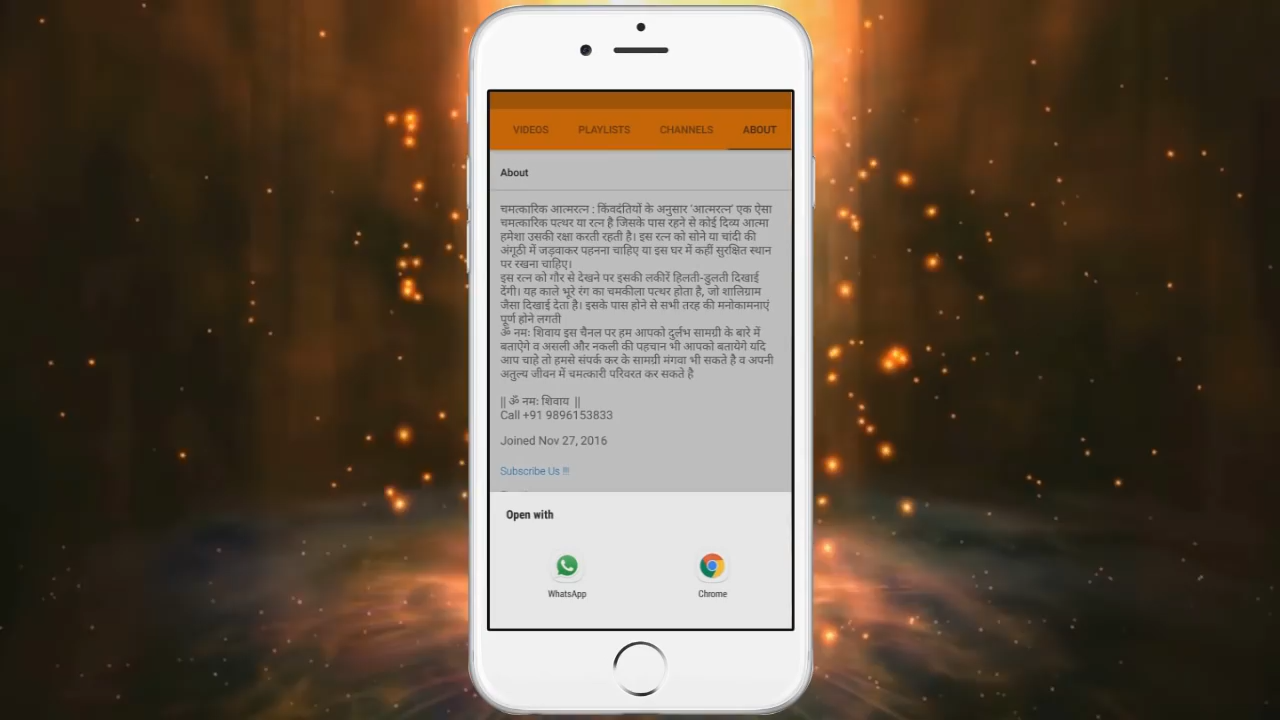 VIDEOS PLAYLISTS CHANNELS ABOUT
About
चमत्कारिक आत्मरत्न : किंवदंतियों के अनुसार 'आत्मरत्न' एक ऐसा
चमत्कारिक पत्थर या रत्न है जिसके पास रहने से कोई दिव्य आत्मा
हमेशा उसकी रक्षा करती रहती है। इस रत्न को सोने या चांदी की
अंगूठी में जड़वाकर पहनना चाहिए या इस घर में कहीं सुरक्षित स्थान
पर रखना चाहिए।
इस रत्न को गौर से देखने पर इसकी लकीरें हिलती-डुलती दिखाई
देंगी। यह काले भूरे रंग का चमकीला पत्थर होता है, जो शालिग्राम
जैसा दिखाई देता है। इसके पास होने से सभी तरह की मनोकामनाएं
पूर्ण होने लगती
ॐ नमः शिवाय इस चैनल पर हम आपको दुर्लभ सामग्री के बारे में
बताऐगे व असली और नकली की पहचान भी आपको बतायेगे यदि
आप चाहे तो हमसे संपर्क कर के सामग्री मंगवा भी सकते है व अपनी
अतुल्य जीवन में चमत्कारी परिवरत कर सकते है
|| ॐ नमः शिवाय ||
Call +91 9896153833
Joined Nov 27, 2016
Subscribe Us !!!
Open with
WhatsApp Chrome